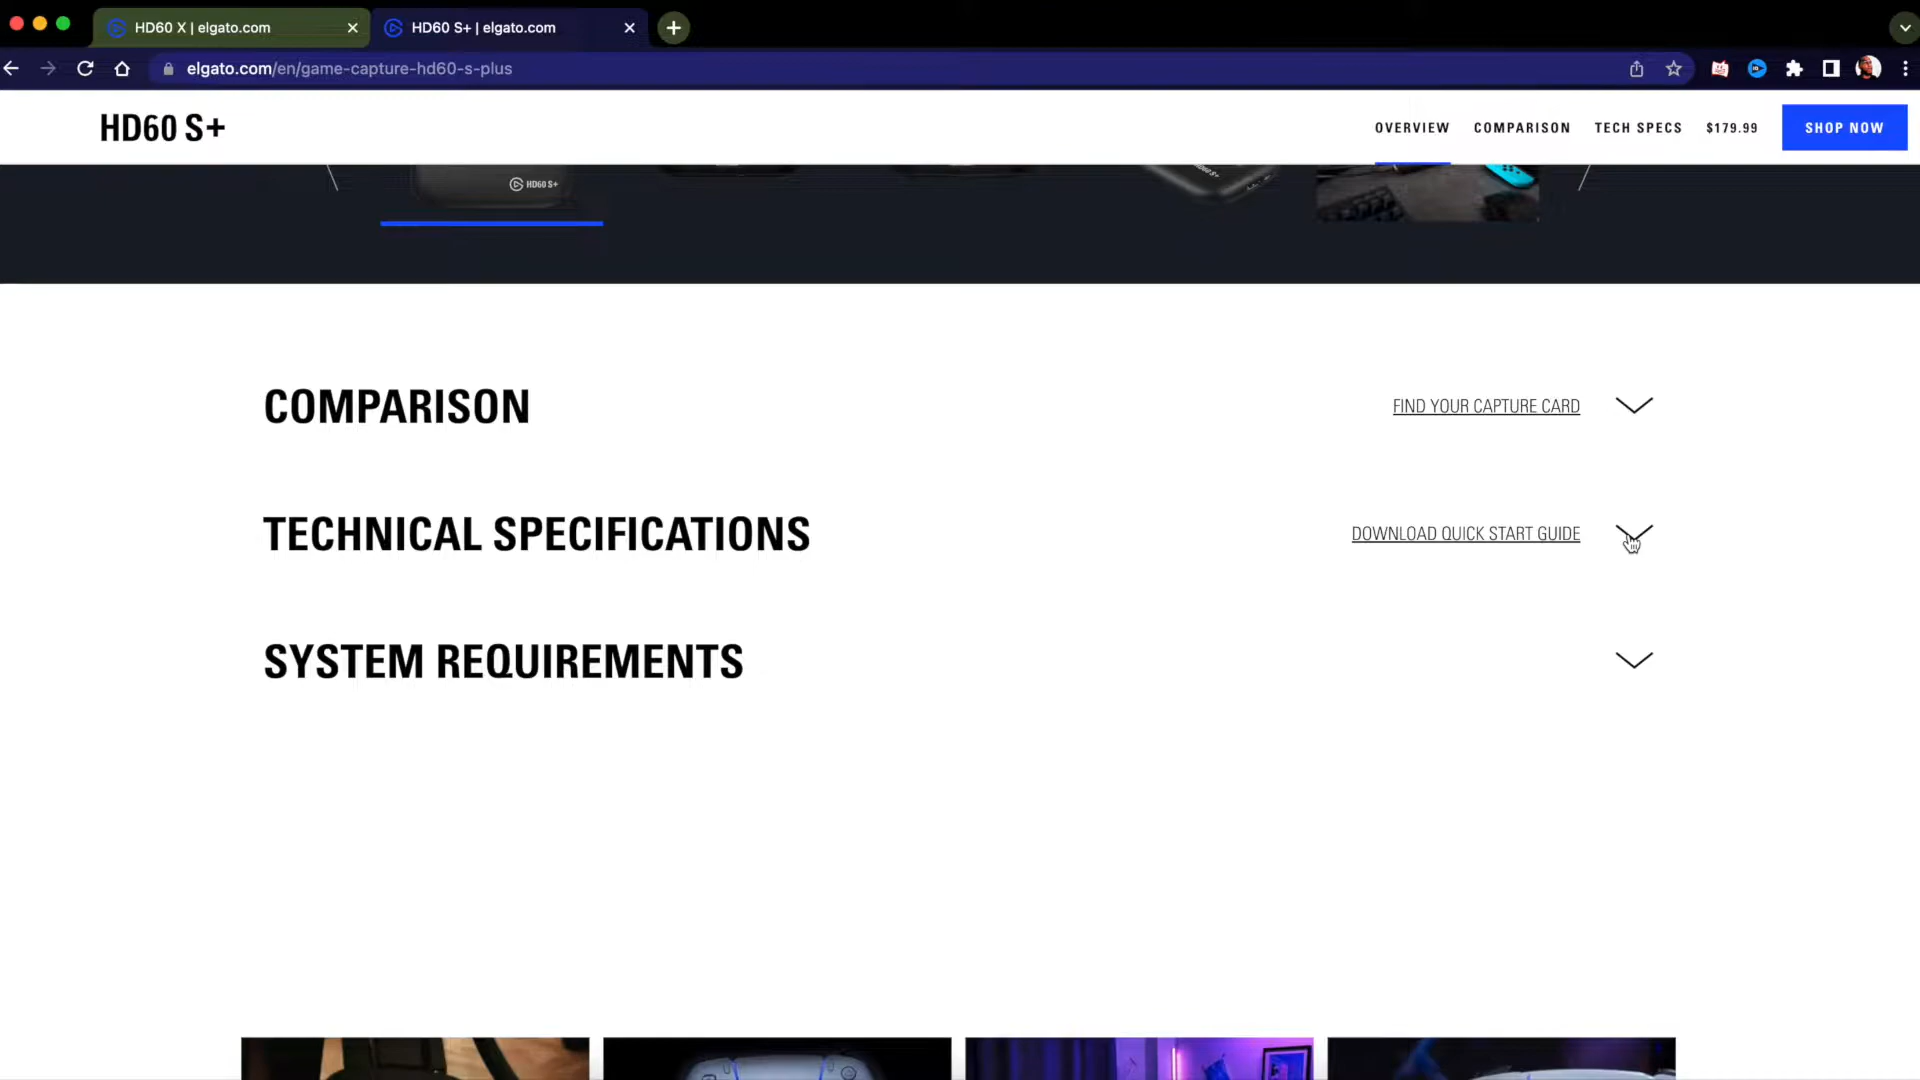 HD60 X | elgato.com
HD60 S+ | elgato.com
elgato.com/en/game-capture-hd60-s-plus
HD60 S+
OVERVIEW
COMPARISON
TECH SPECS
$179.99
SHOP NOW
HD60 S+
HD60 S+
COMPARISON
FIND YOUR CAPTURE CARD
TECHNICAL SPECIFICATIONS
DOWNLOAD QUICK START GUIDE
SYSTEM REQUIREMENTS